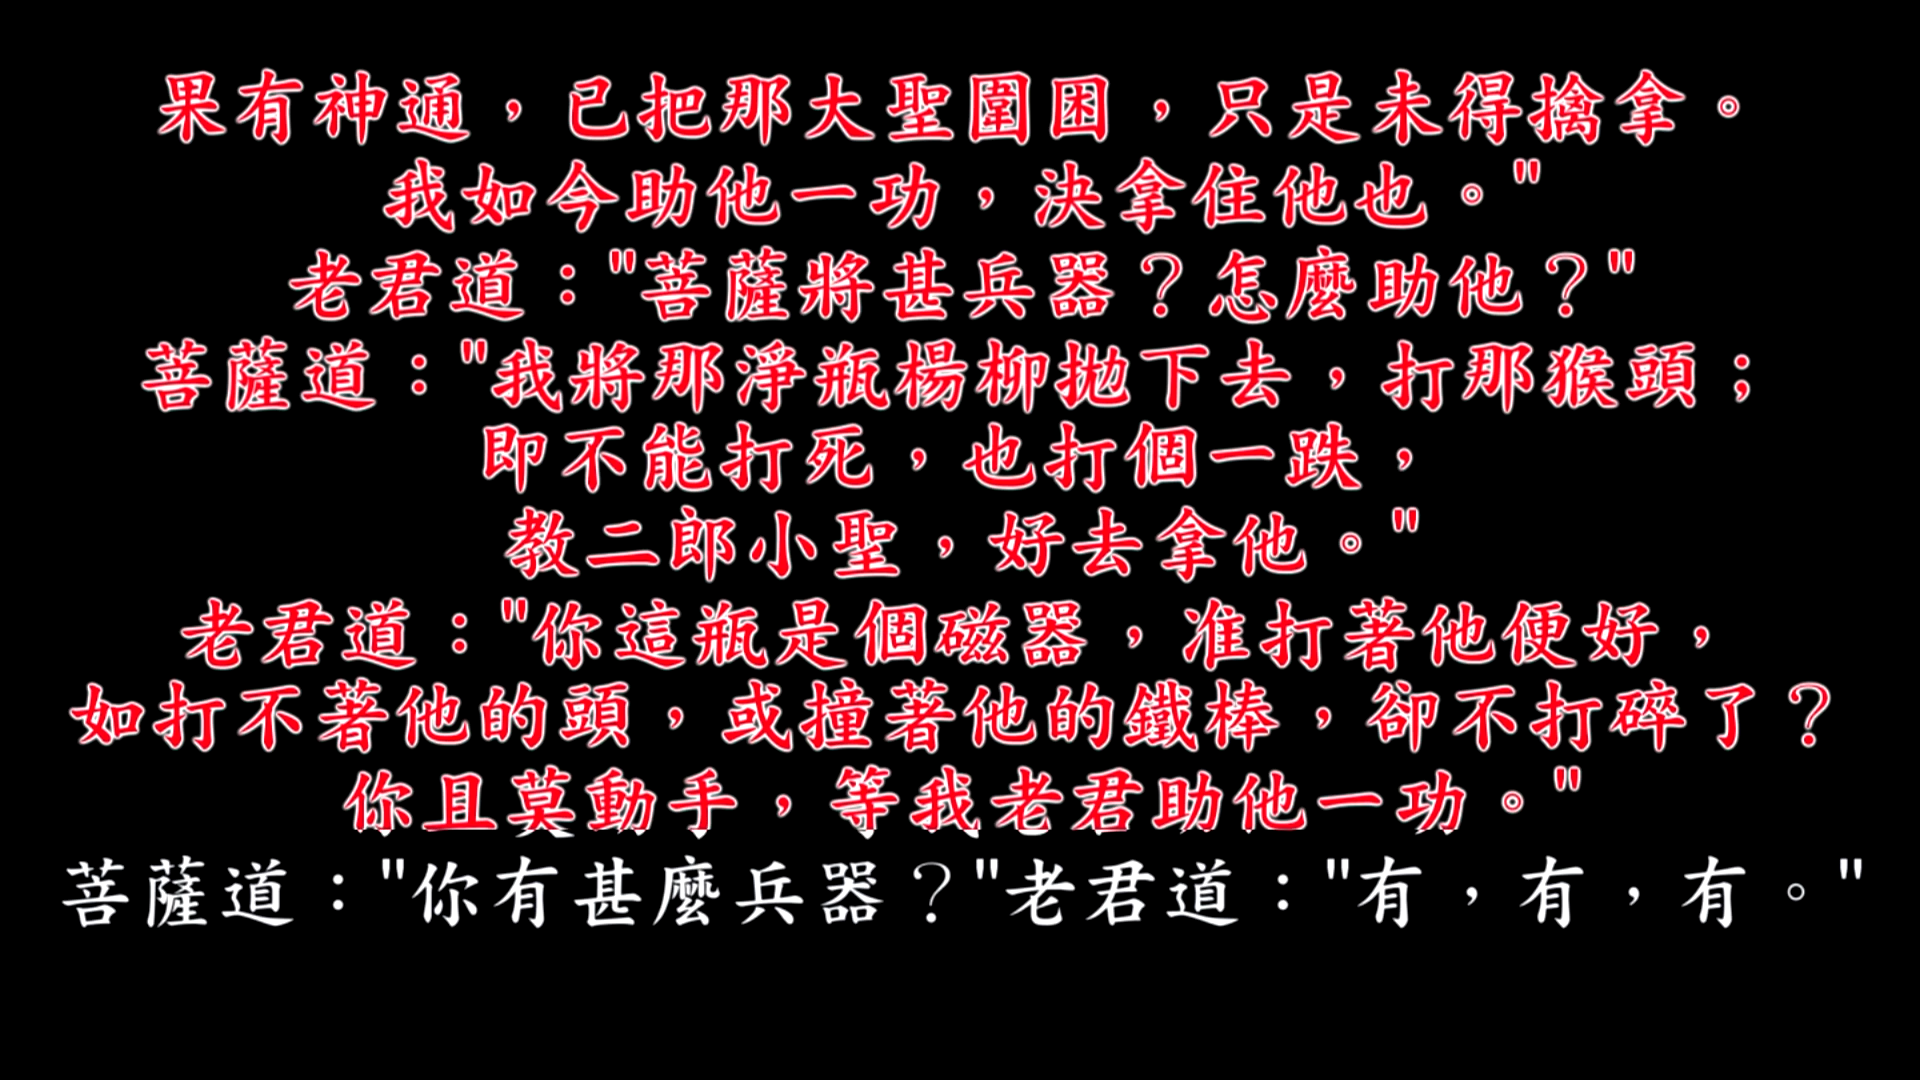 果有神通，已把那大聖圍困，只是未得擒拿。
我如今助他一功，決拿住他也。"
老君道："菩薩將甚兵器？怎麼助他？"
菩薩道："我將那淨瓶楊柳拋下去，打那猴頭；
即不能打死，也打個一跌，
教二郎小聖，好去拿他。"
老君道："你這瓶是個磁器，准打著他便好，
如打不著他的頭，或撞著他的鐵棒，卻不打碎了？
你且莫動手，等我老君助他一功。"
菩薩道："你有甚麼兵器？"老君道："有，有，有。"